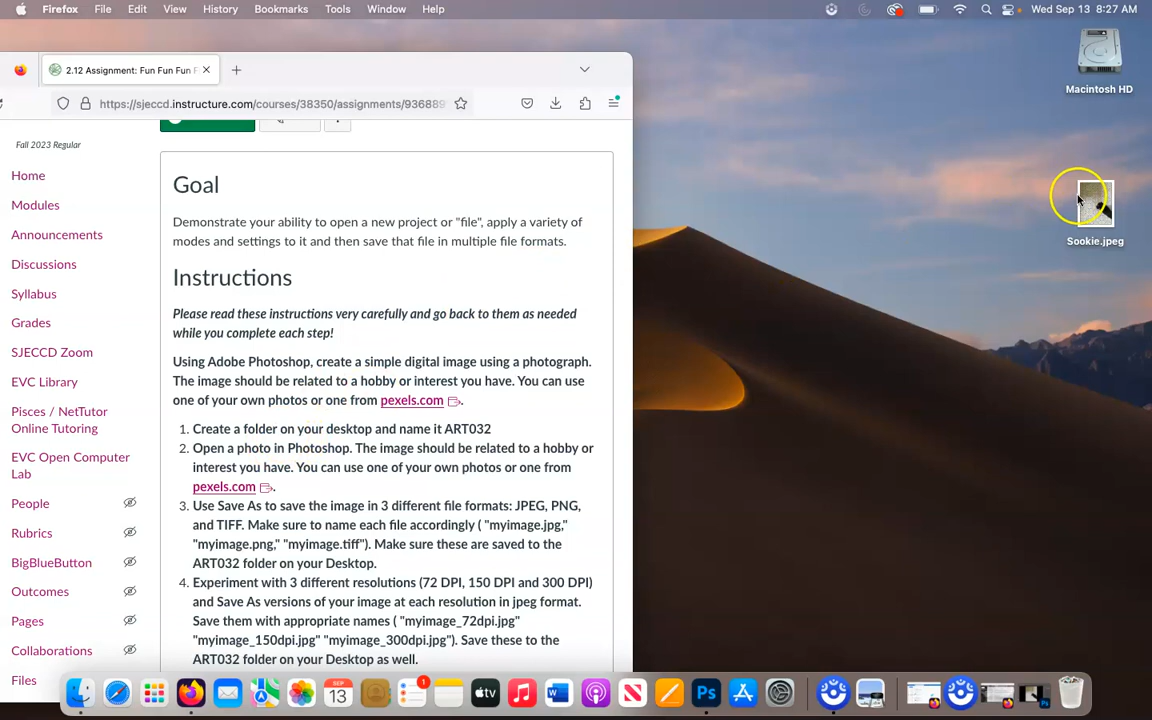 Firefox File Edit View History Bookmarks Tools Window Help Wed Sep 13 8:27 AM
2.12 Assignment: Fun Fun Fun F
https://sjeccd.instructure.com/courses/38350/assignments/936889
Macintosh HD
Sookie.jpeg
Fall 2023 Regular
Home
Modules
Announcements
Discussions
Syllabus
Grades
SJECCD Zoom
EVC Library
Pisces / NetTutor
Online Tutoring
EVC Open Computer
Lab
People
Rubrics
BigBlueButton
Outcomes
Pages
Collaborations
Files
Goal
Demonstrate your ability to open a new project or "file", apply a variety of
modes and settings to it and then save that file in multiple file formats.
Instructions
Please read these instructions very carefully and go back to them as needed
while you complete each step!
Using Adobe Photoshop, create a simple digital image using a photograph.
The image should be related to a hobby or interest you have. You can use
one of your own photos or one from pexels.com.
1. Create a folder on your desktop and name it ART032
2. Open a photo in Photoshop. The image should be related to a hobby or
interest you have. You can use one of your own photos or one from
pexels.com.
3. Use Save As to save the image in 3 different file formats: JPEG, PNG,
and TIFF. Make sure to name each file accordingly ( "myimage.jpg,"
"myimage.png," "myimage.tiff"). Make sure these are saved to the
ART032 folder on your Desktop.
4. Experiment with 3 different resolutions (72 DPI, 150 DPI and 300 DPI)
and Save As versions of your image at each resolution in jpeg format.
Save them with appropriate names ( "myimage_72dpi.jpg"
"myimage_150dpi.jpg" "myimage_300dpi.jpg"). Save these to the
ART032 folder on your Desktop as well.
SEP
13
1
tv
W
N
Ps